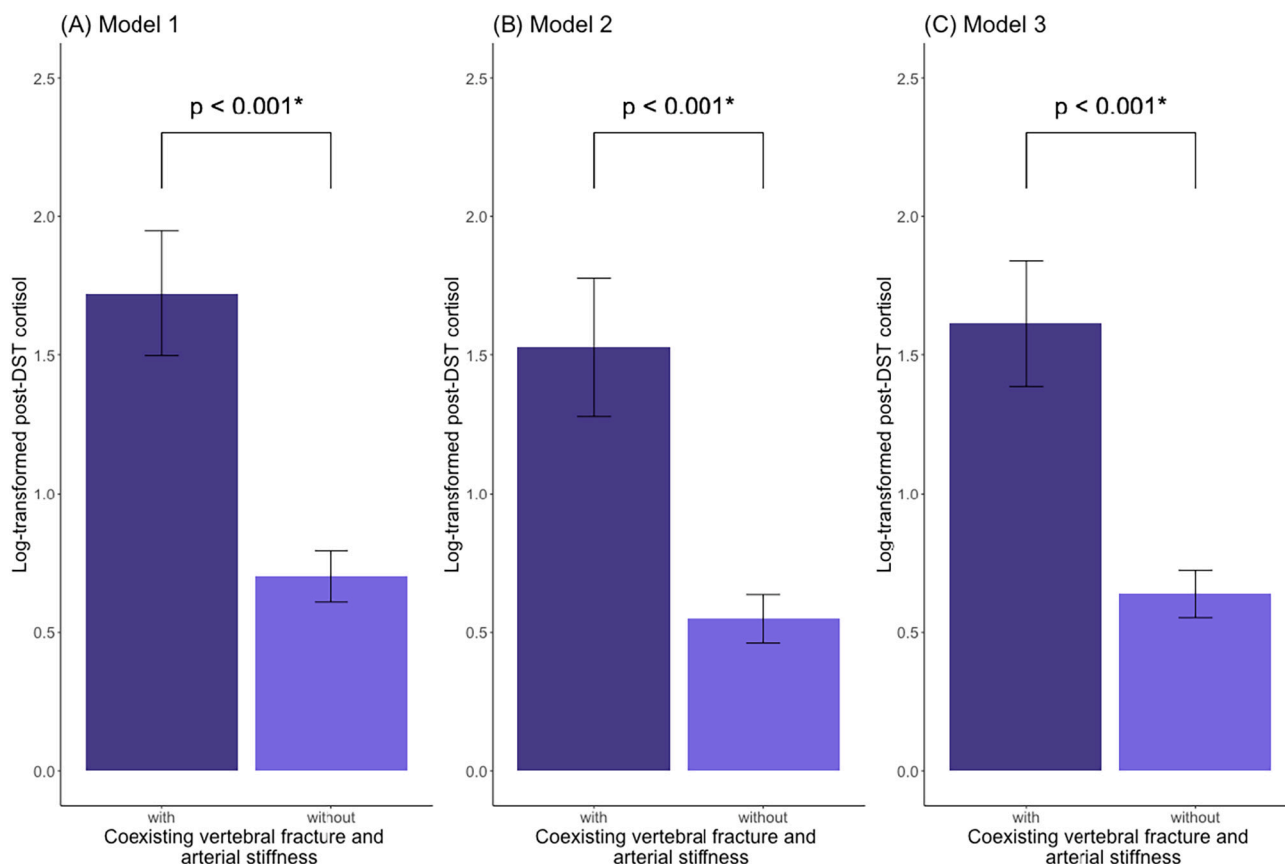 (A) Model 1
2.5
2.0
1.5
1.0
0.5
0.0
Log-transformed post-DST cortisol
p < 0.001*
with
without
Coexisting vertebral fracture and
arterial stiffness
(B) Model 2
2.5
2.0
1.5
1.0
0.5
0.0
Log-transformed post-DST cortisol
p < 0.001*
with
without
Coexisting vertebral fracture and
arterial stiffness
(C) Model 3
2.5
2.0
1.5
1.0
0.5
0.0
Log-transformed post-DST cortisol
p < 0.001*
with
without
Coexisting vertebral fracture and
arterial stiffness